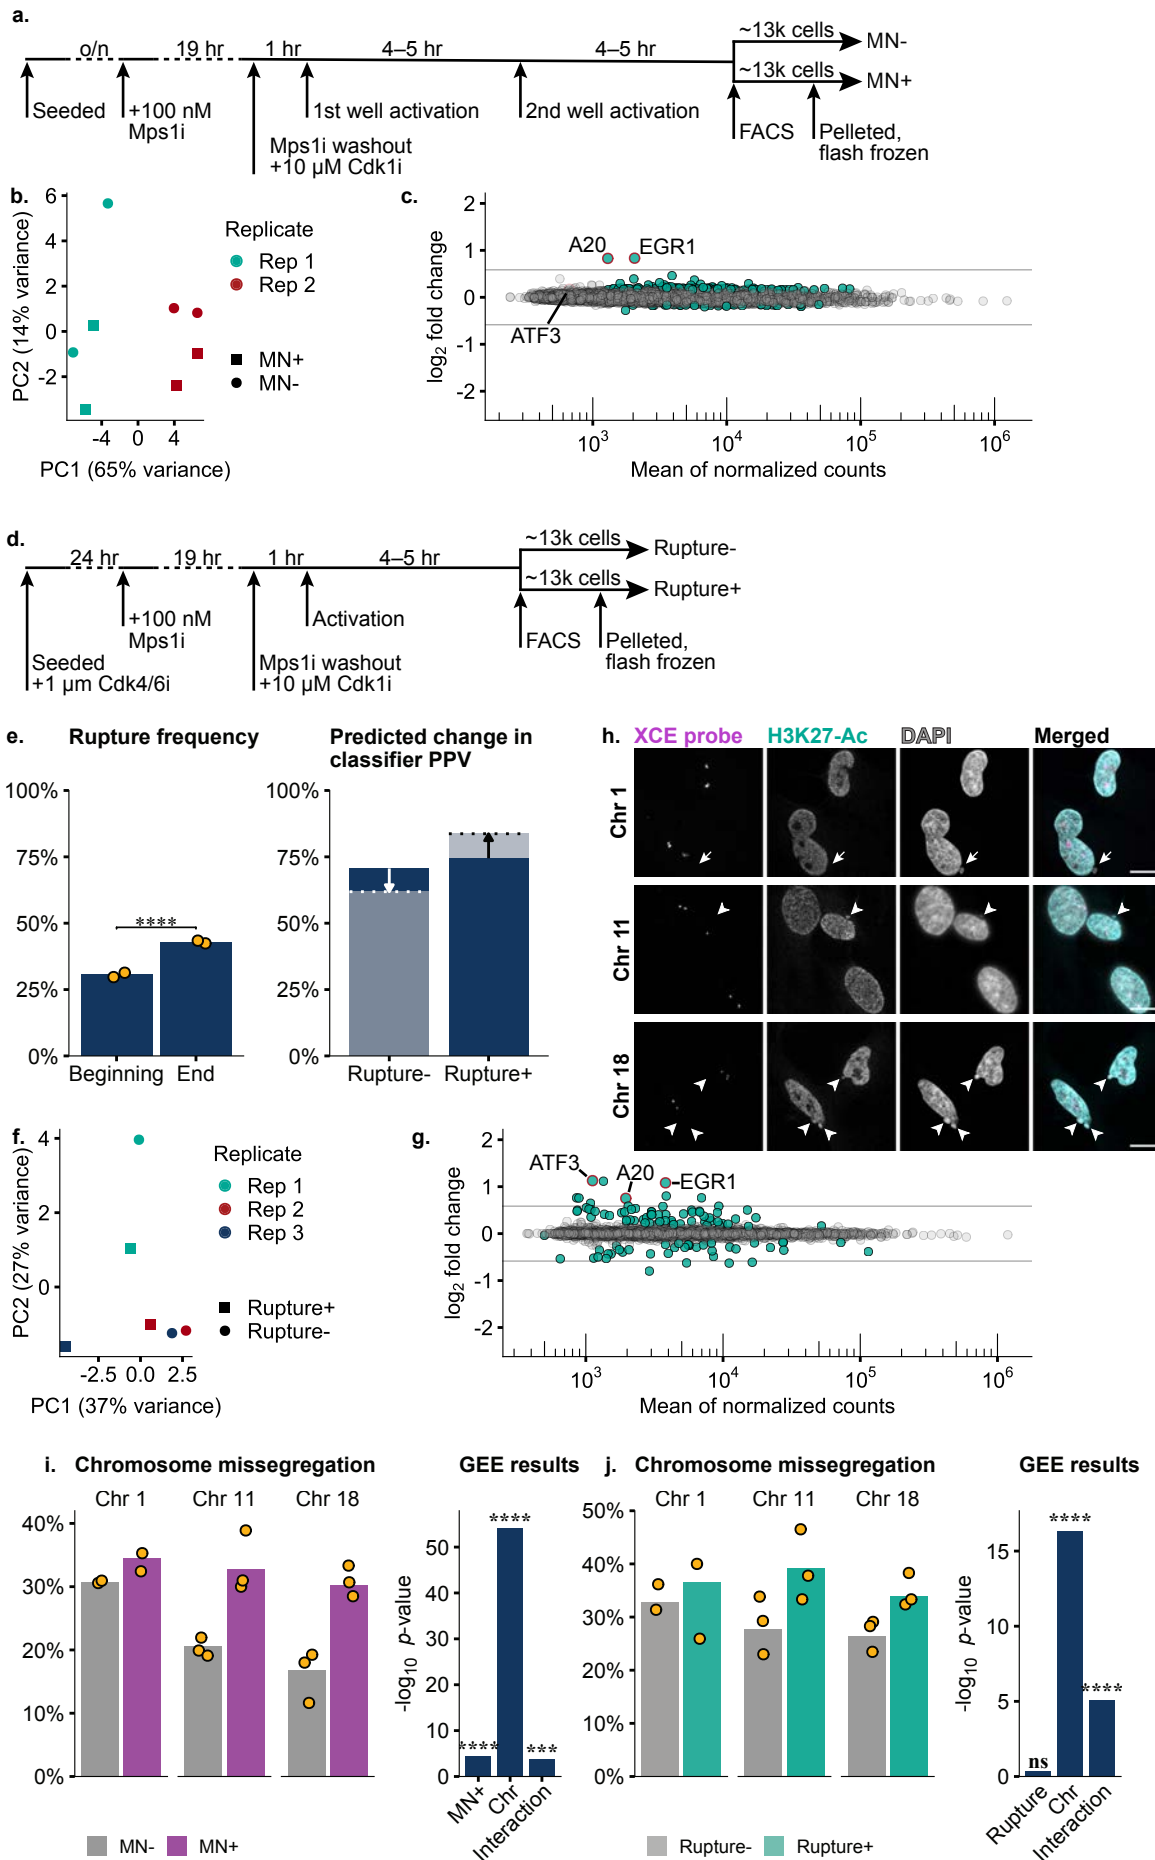 a.
o/n
19 hr
1 hr
4–5 hr
4–5 hr
~13k cells
MN-
~13k cells
MN+
Seeded
+100 nM
Mps1i
Mps1i washout
+10 µM Cdk1i
1st well activation
2nd well activation
FACS
Pelleted,
flash frozen
b.
PC2 (14% variance)
6
4
2
0
-2
-4
0
4
PC1 (65% variance)
Replicate
Rep 1
Rep 2
MN+
MN-
c.
log2 fold change
2
1
0
-1
-2
A20
EGR1
ATF3
10³
10⁴
10⁵
10⁶
Mean of normalized counts
d.
24 hr
19 hr
1 hr
4–5 hr
~13k cells
Rupture-
~13k cells
Rupture+
Seeded
+1 µm Cdk4/6i
+100 nM
Mps1i
Mps1i washout
+10 µM Cdk1i
Activation
FACS
Pelleted,
flash frozen
e.
Rupture frequency
100%
75%
50%
25%
0%
****
Beginning
End
Predicted change in
classifier PPV
100%
75%
50%
25%
0%
Rupture-
Rupture+
h.
XCE probe
H3K27-Ac
DAPI
Merged
Chr 1
Chr 11
Chr 18
f.
PC2 (27% variance)
4
2
0
-2.5
0.0
2.5
PC1 (37% variance)
Replicate
Rep 1
Rep 2
Rep 3
Rupture+
Rupture-
g.
log2 fold change
2
1
0
-1
-2
ATF3
A20
EGR1
10³
10⁴
10⁵
10⁶
Mean of normalized counts
i.
Chromosome missegregation
Chr 1
Chr 11
Chr 18
40%
30%
20%
10%
0%
MN-
MN+
GEE results
-log10 p-value
50
40
30
20
10
0
****
****
***
MN+
Chr
Interaction
j.
Chromosome missegregation
Chr 1
Chr 11
Chr 18
50%
40%
30%
20%
10%
0%
Rupture-
Rupture+
GEE results
-log10 p-value
15
10
5
0
ns
****
****
Rupture
Chr
Interaction